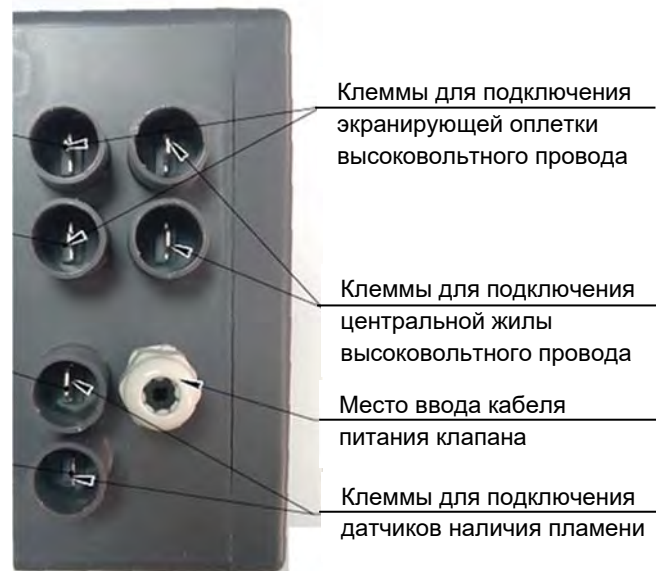 Клеммы для подключения
экранирующей оплетки
высоковольтного провода
Клеммы для подключения
центральной жилы
высоковольтного провода
Место ввода кабеля
питания клапана
Клеммы для подключения
датчиков наличия пламени